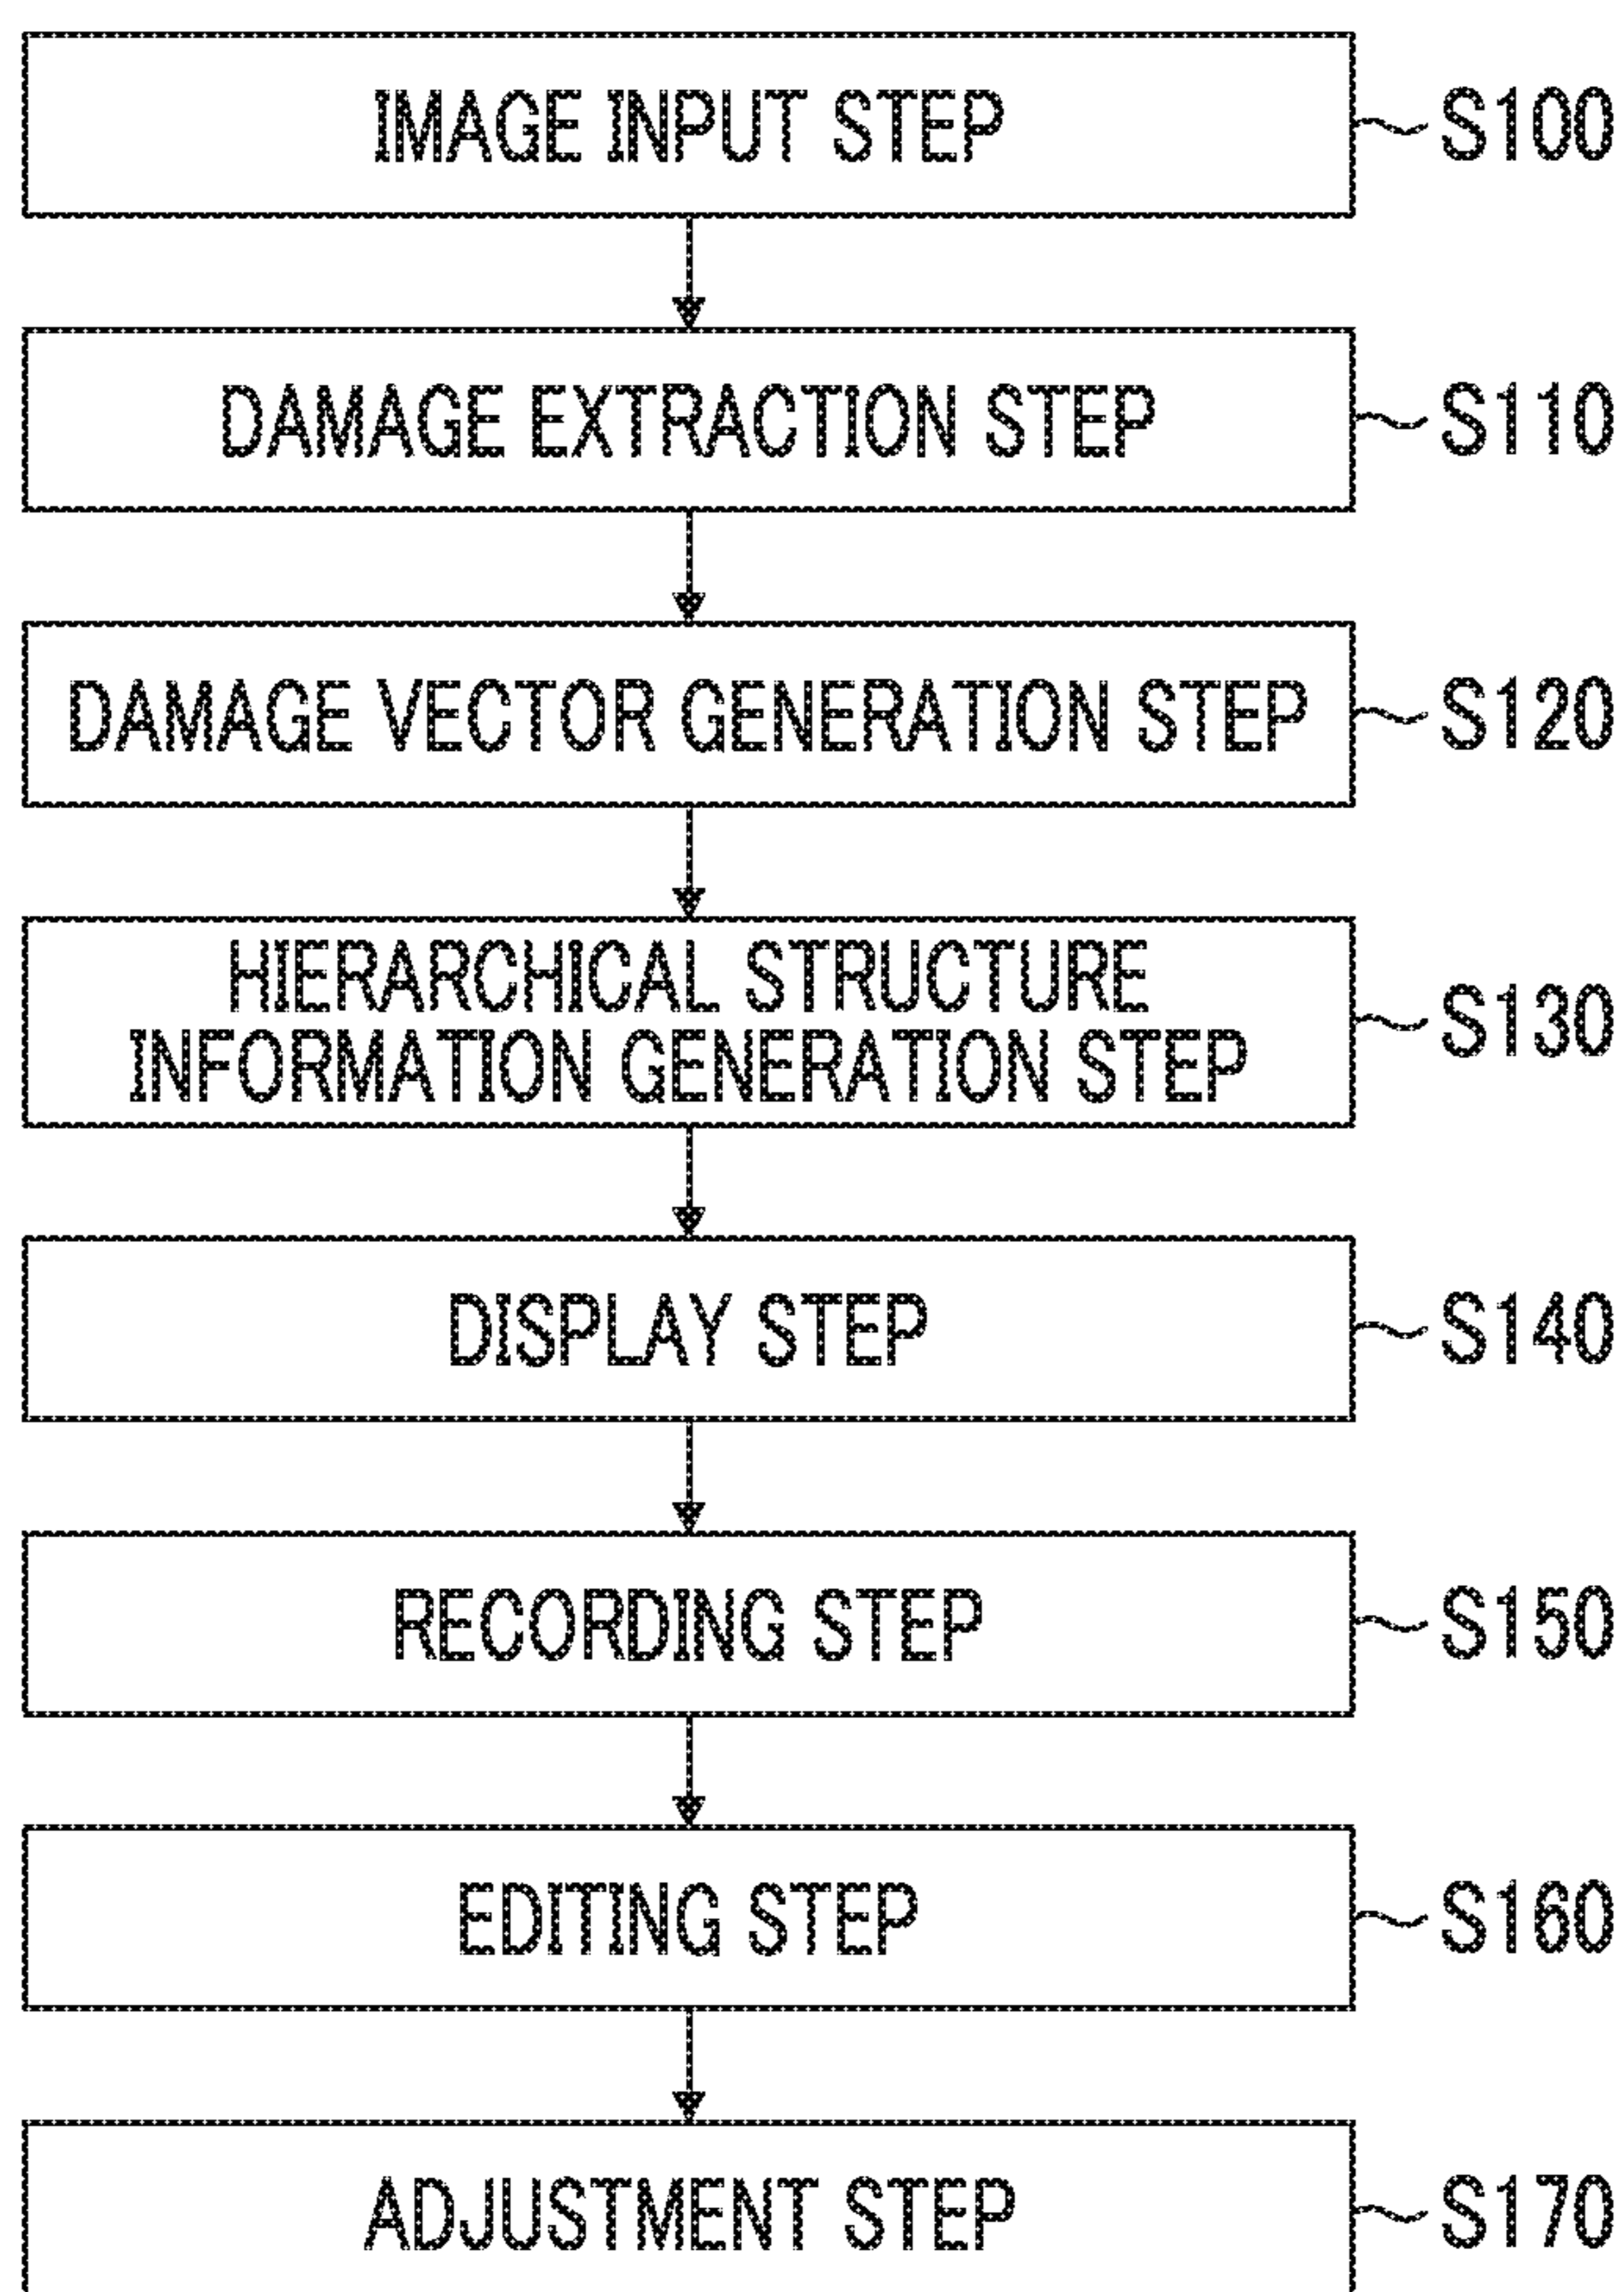 IMAGE INPUT STEP S100
DAMAGE EXTRACTION STEP S110
DAMAGE VECTOR GENERATION STEP S120
HIERARCHICAL STRUCTURE
INFORMATION GENERATION STEP S130
DISPLAY STEP S140
RECORDING STEP S150
EDITING STEP S160
ADJUSTMENT STEP S170